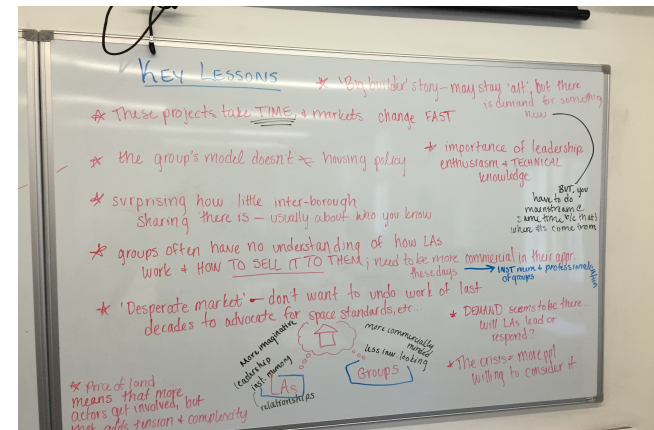 KEY LESSONS
* 'Big builder' story - may stay 'alt', but there
is demand for something
new
* These projects take TIME, & markets change FAST
* the group's model doesn't = housing policy
* importance of leadership
enthusiasm & TECHNICAL
knowledge
BUT, you
have to do
mainstream @
same time b/c that's
where it's come from
* surprising how little inter-borough
sharing there is - usually about who you know
* groups often have no understanding of how LAs
work & HOW TO SELL IT TO THEM; need to be more commercial in their
these days
→ INST mem & professionalisation
of groups
* 'Desperate market' - don't want to undo work of last
decades to advocate for space standards, etc...
* DEMAND seems to be there...
will LAs lead or
respond?
* The crisis = more ppl
willing to consider it
More imaginative
leadership
inst. memory
LAs
relationships
more commercially
minded
less inw. looking
GROUPS
* Price of land
means that more
actors get involved, but
that adds tension & complexity